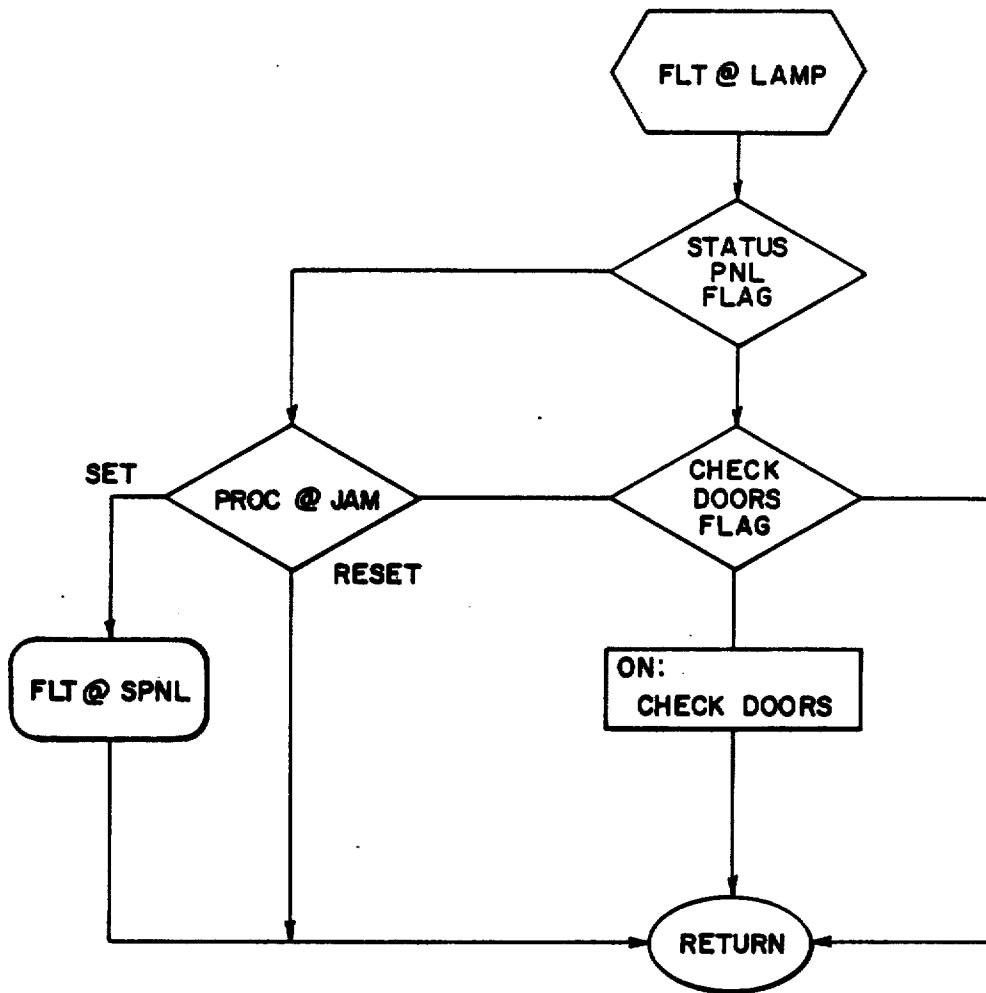 FLT @ LAMP
STATUS
PNL
FLAG
SET
PROC @ JAM
CHECK
DOORS
FLAG
RESET
FLT @ SPNL
ON:
CHECK DOORS
RETURN